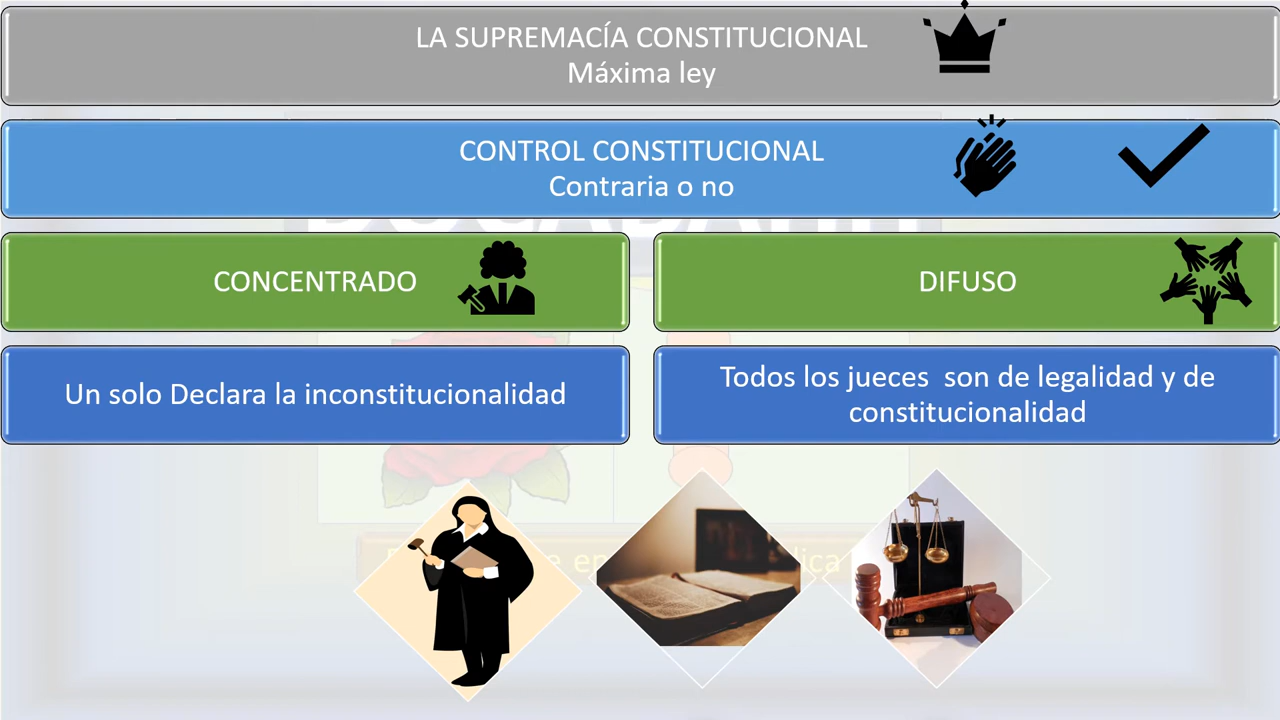 LA SUPREMACÍA CONSTITUCIONAL
Máxima ley
CONTROL CONSTITUCIONAL
Contraria o no
CONCENTRADO
DIFUSO
Un solo Declara la inconstitucionalidad
Todos los jueces son de legalidad y de
constitucionalidad